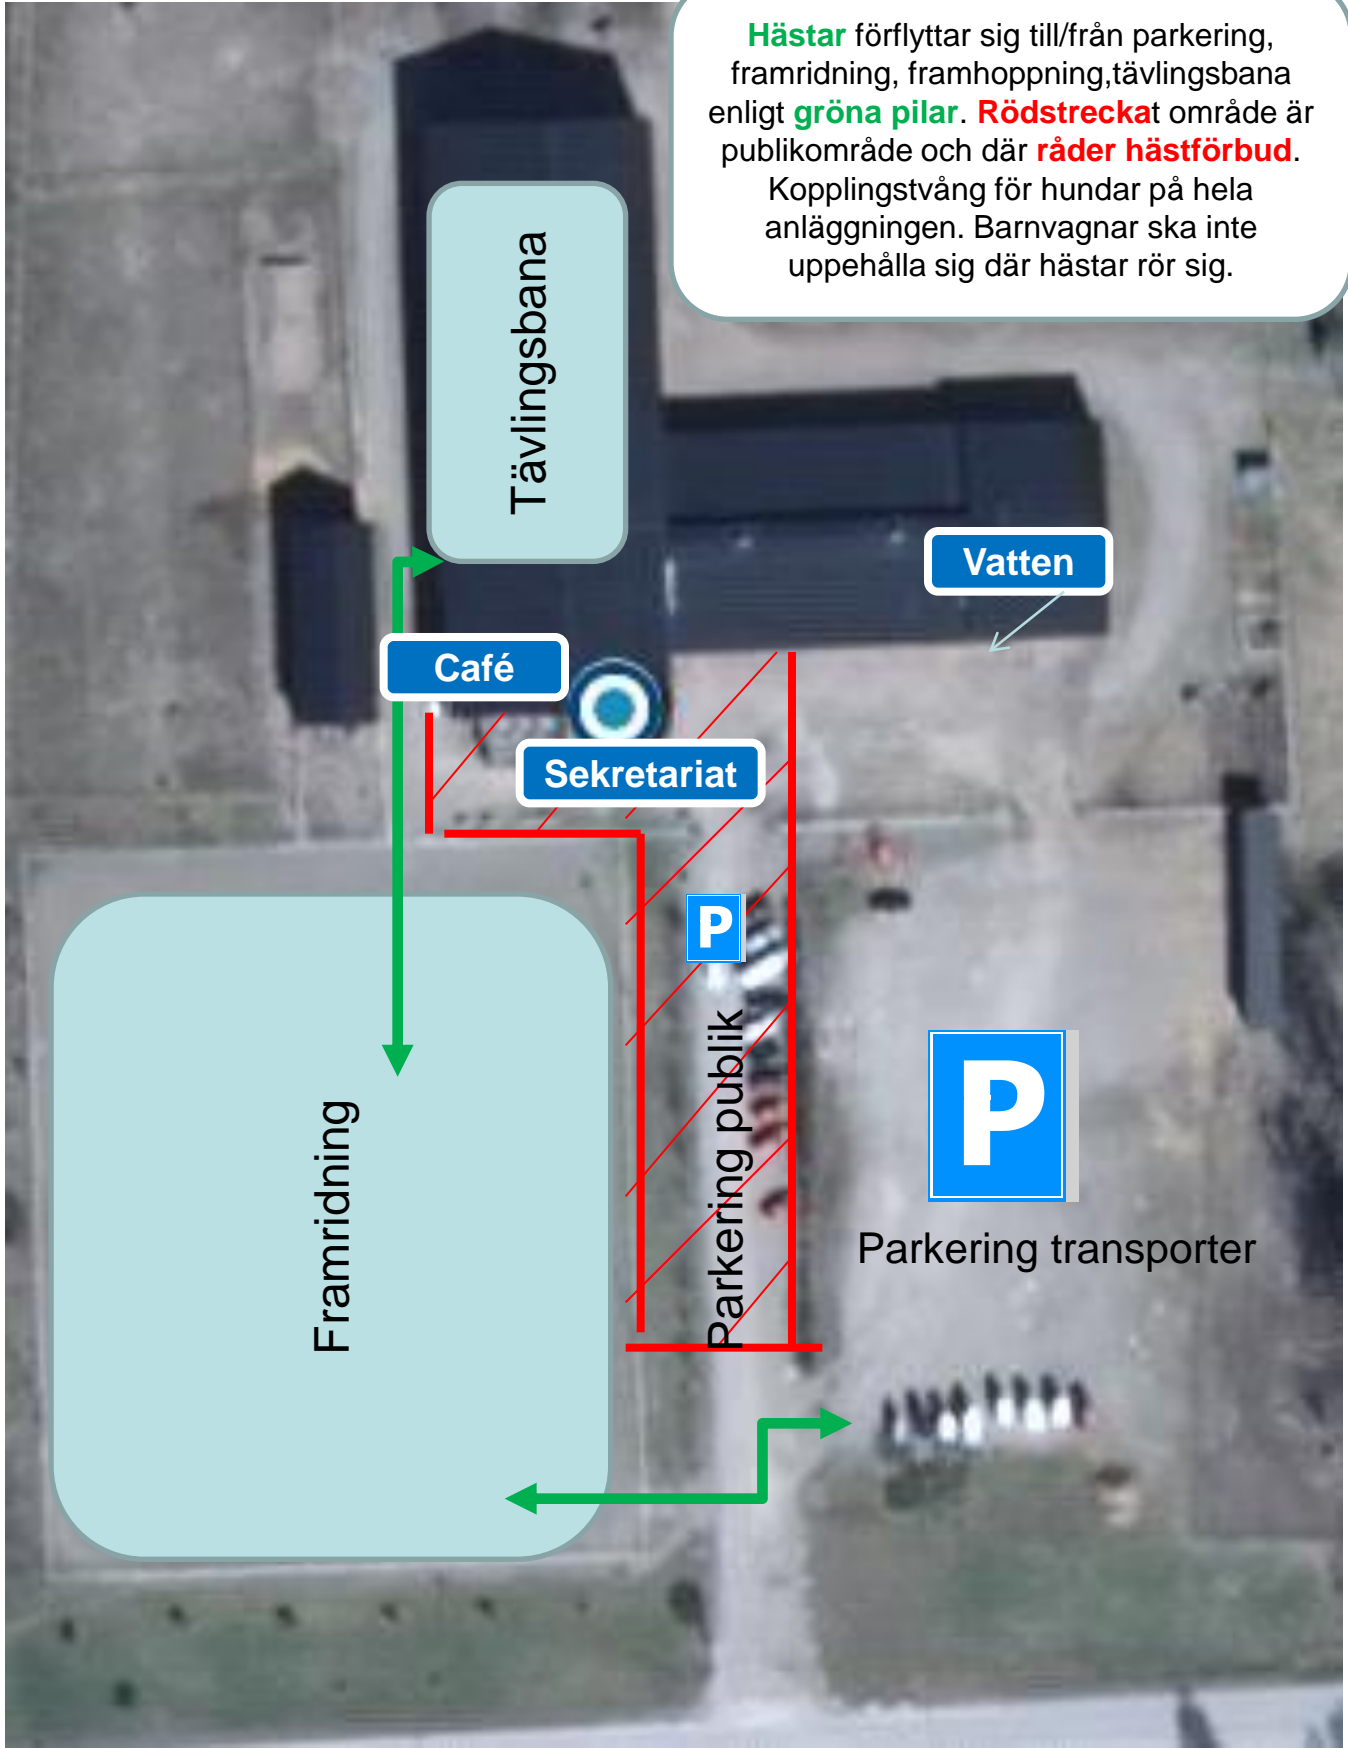 Hästar förflyttar sig till/från parkering,
framridning, framhoppning,tävlingsbana
enligt gröna pilar. Rödstreckat område är
publikområde och där råder hästförbud.
Kopplingstvång för hundar på hela
anläggningen. Barnvagnar ska inte
uppehålla sig där hästar rör sig.
Tävlingsbana
Vatten
Café
Sekretariat
P
Parkering publik
P
Parkering transporter
Framridning